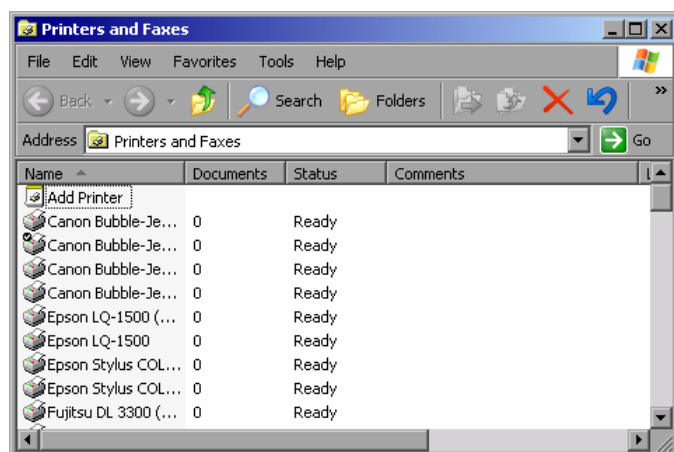 Printers and Faxes
File Edit View Favorites Tools Help
Back Search Folders »
Address Printers and Faxes Go
Name Documents Status Comments
Add Printer
Canon Bubble-Je... 0 Ready
Canon Bubble-Je... 0 Ready
Canon Bubble-Je... 0 Ready
Canon Bubble-Je... 0 Ready
Epson LQ-1500 (... 0 Ready
Epson LQ-1500 0 Ready
Epson Stylus COL... 0 Ready
Epson Stylus COL... 0 Ready
Fujitsu DL 3300 (... 0 Ready